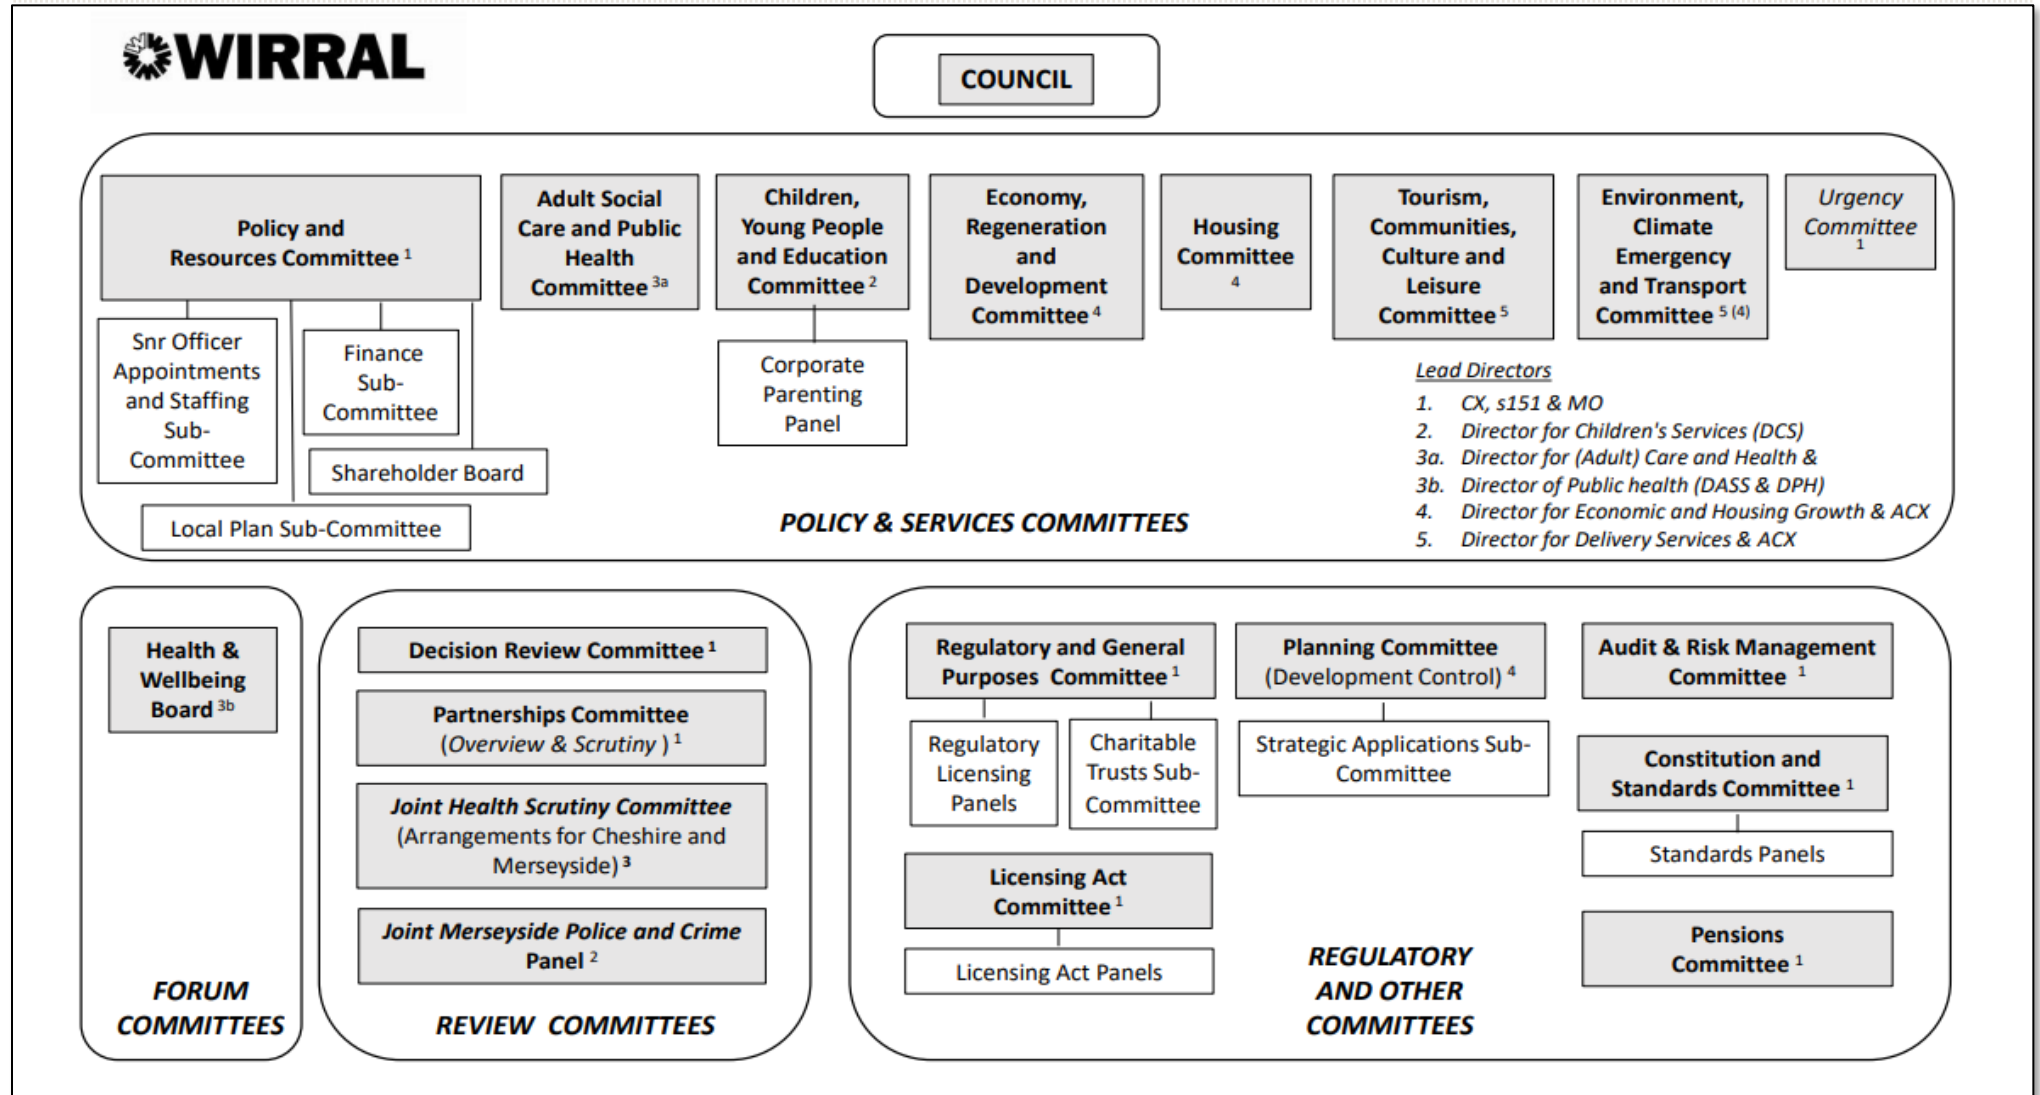 WIRRAL
COUNCIL
Policy and
Resources Committee 1
Snr Officer
Appointments
and Staffing
Sub-
Committee
Finance
Sub-
Committee
Shareholder Board
Local Plan Sub-Committee
Adult Social
Care and Public
Health
Committee 3a
Children,
Young People
and Education
Committee 2
Corporate
Parenting
Panel
Economy,
Regeneration
and
Development
Committee 4
Housing
Committee
4
Tourism,
Communities,
Culture and
Leisure
Committee 5
Environment,
Climate
Emergency
and Transport
Committee 5 (4)
Urgency
Committee
1
Lead Directors
1. CX, s151 & MO
2. Director for Children's Services (DCS)
3a. Director for (Adult) Care and Health &
3b. Director of Public health (DASS & DPH)
4. Director for Economic and Housing Growth & ACX
5. Director for Delivery Services & ACX
POLICY & SERVICES COMMITTEES
Health &
Wellbeing
Board 3b
FORUM
COMMITTEES
Decision Review Committee 1
Partnerships Committee
(Overview & Scrutiny ) 1
Joint Health Scrutiny Committee
(Arrangements for Cheshire and
Merseyside) 3
Joint Merseyside Police and Crime
Panel 2
REVIEW COMMITTEES
Regulatory and General
Purposes Committee 1
Regulatory
Licensing
Panels
Charitable
Trusts Sub-
Committee
Licensing Act
Committee 1
Licensing Act Panels
Planning Committee
(Development Control) 4
Strategic Applications Sub-
Committee
Audit & Risk Management
Committee 1
Constitution and
Standards Committee 1
Standards Panels
Pensions
Committee 1
REGULATORY
AND OTHER
COMMITTEES